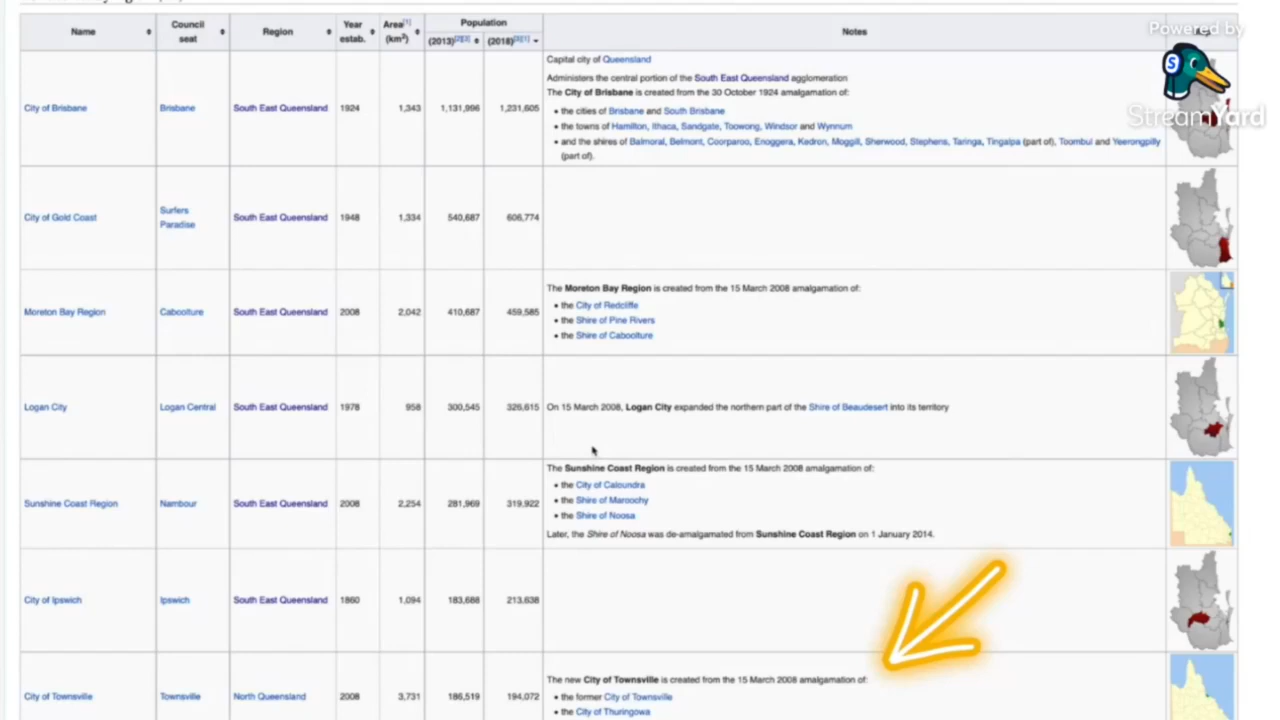 Name
Council seat
Region
Year estab.
Area[1] (km²)
Population
(2013)[2][3]
(2018)[3][1]
Notes
Powered by
StreamYard
S
City of Brisbane
Brisbane
South East Queensland
1924
1,343
1,131,996
1,231,605
Capital city of Queensland
Administers the central portion of the South East Queensland agglomeration
The City of Brisbane is created from the 30 October 1924 amalgamation of:
• the cities of Brisbane and South Brisbane
• the towns of Hamilton, Ithaca, Sandgate, Toowong, Windsor and Wynnum
• and the shires of Balmoral, Belmont, Coorparoo, Enoggera, Kedron, Moggill, Sherwood, Stephens, Taringa, Tingalpa (part of), Toombul and Yeerongpilly
(part of).
City of Gold Coast
Surfers Paradise
South East Queensland
1948
1,334
540,687
606,774
Moreton Bay Region
Caboolture
South East Queensland
2008
2,042
410,687
459,585
The Moreton Bay Region is created from the 15 March 2008 amalgamation of:
• the City of Redcliffe
• the Shire of Pine Rivers
• the Shire of Caboolture
Logan City
Logan Central
South East Queensland
1978
958
300,545
326,615
On 15 March 2008, Logan City expanded the northern part of the Shire of Beaudesert into its territory
Sunshine Coast Region
Nambour
South East Queensland
2008
2,254
281,969
319,922
The Sunshine Coast Region is created from the 15 March 2008 amalgamation of:
• the City of Caloundra
• the Shire of Maroochy
• the Shire of Noosa
Later, the Shire of Noosa was de-amalgamated from Sunshine Coast Region on 1 January 2014.
City of Ipswich
Ipswich
South East Queensland
1860
1,094
183,688
213,638
City of Townsville
Townsville
North Queensland
2008
3,731
186,519
194,072
The new City of Townsville is created from the 15 March 2008 amalgamation of:
• the former City of Townsville
• the City of Thuringowa